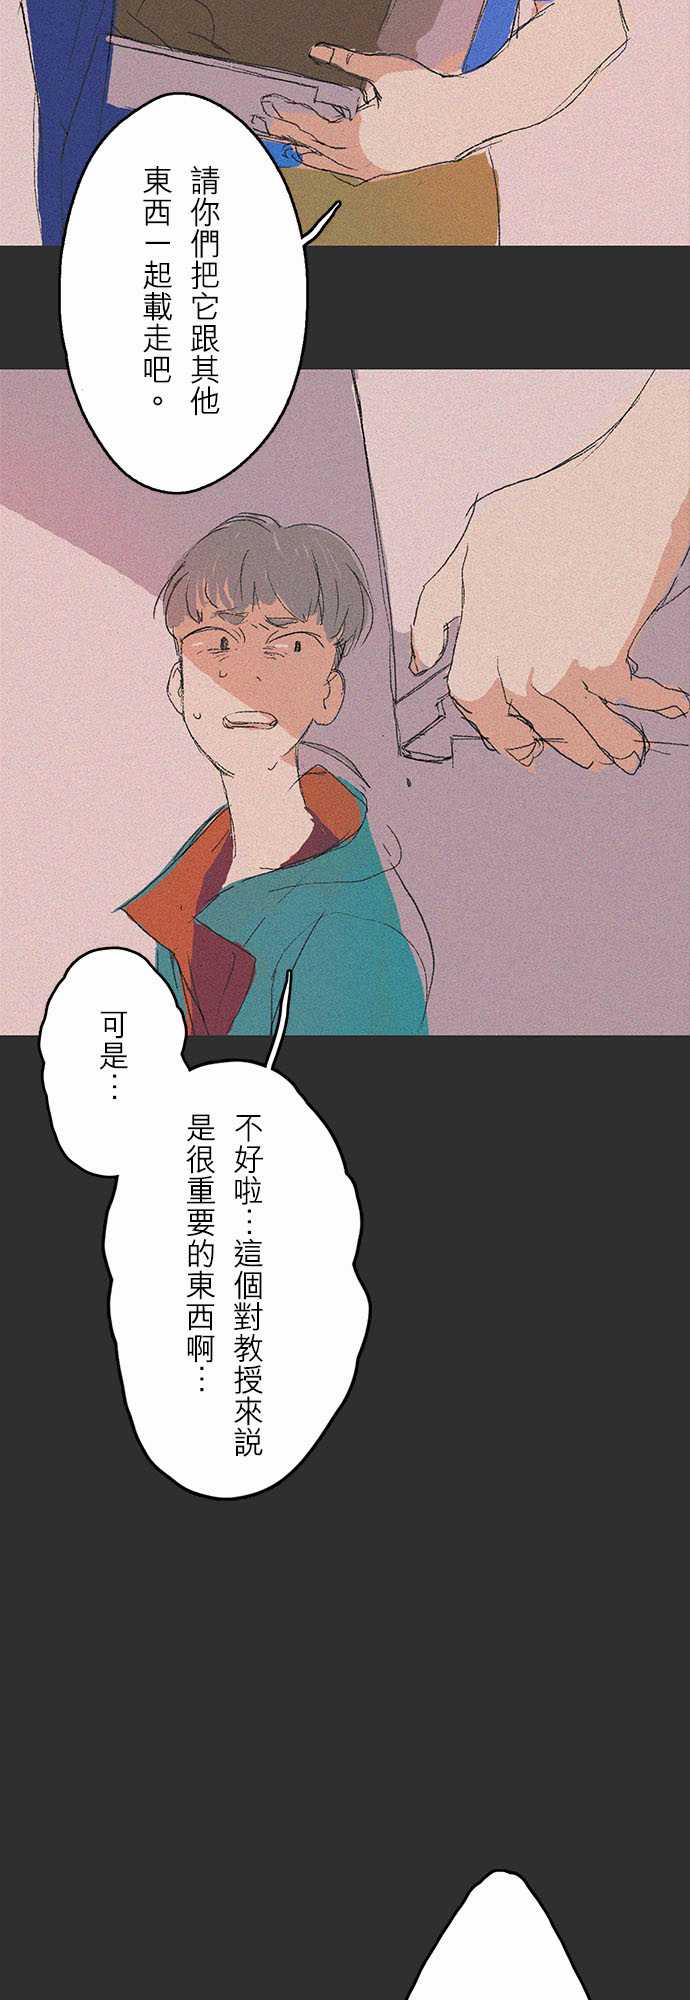 請你們把它跟其他
東西一起載走吧。
可是…
不好啦…這個對教授來説
是很重要的東西啊…